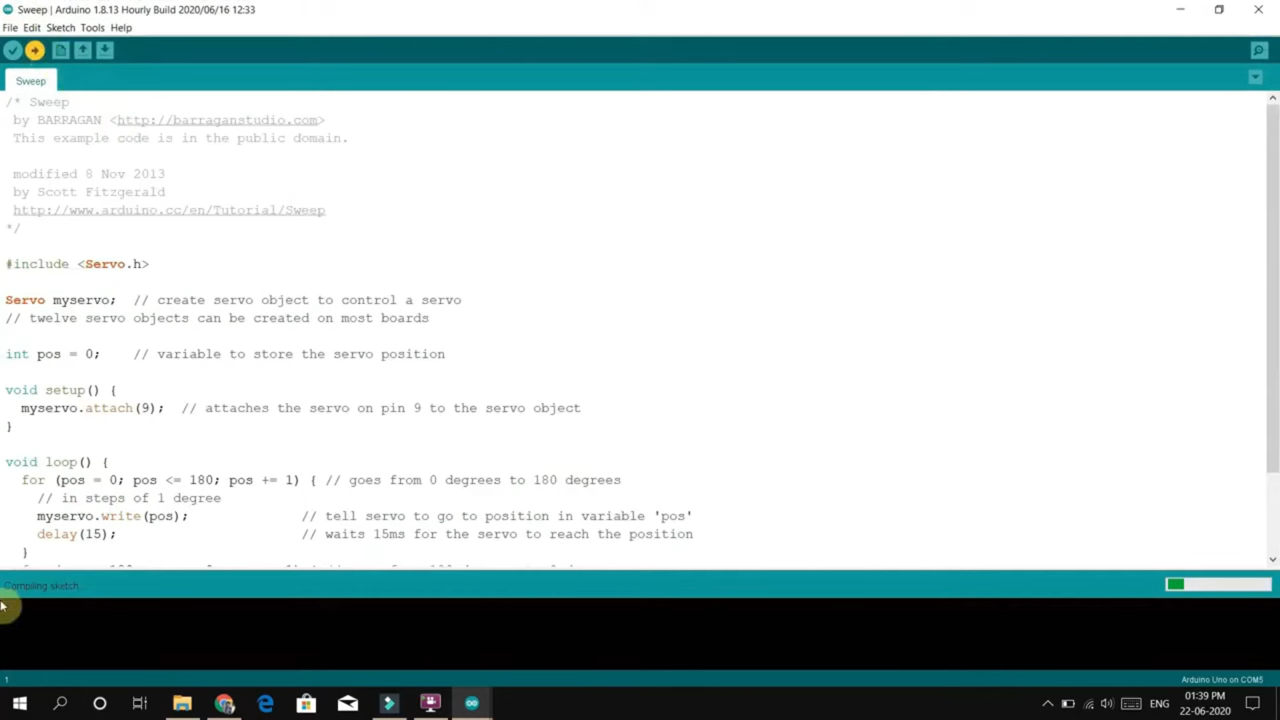 Sweep | Arduino 1.8.13 Hourly Build 2020/06/16 12:33
File Edit Sketch Tools Help
Sweep
/* Sweep
by BARRAGAN <http://barraganstudio.com>
This example code is in the public domain.
modified 8 Nov 2013
by Scott Fitzgerald
http://www.arduino.cc/en/Tutorial/Sweep
*/
#include <Servo.h>
Servo myservo;  // create servo object to control a servo
// twelve servo objects can be created on most boards
int pos = 0;    // variable to store the servo position
void setup() {
myservo.attach(9);  // attaches the servo on pin 9 to the servo object
}
void loop() {
for (pos = 0; pos <= 180; pos += 1) { // goes from 0 degrees to 180 degrees
// in steps of 1 degree
myservo.write(pos);              // tell servo to go to position in variable 'pos'
delay(15);                       // waits 15ms for the servo to reach the position
}
Compiling sketch
1
Arduino Uno on COM5
ENG
01:39 PM
22-06-2020